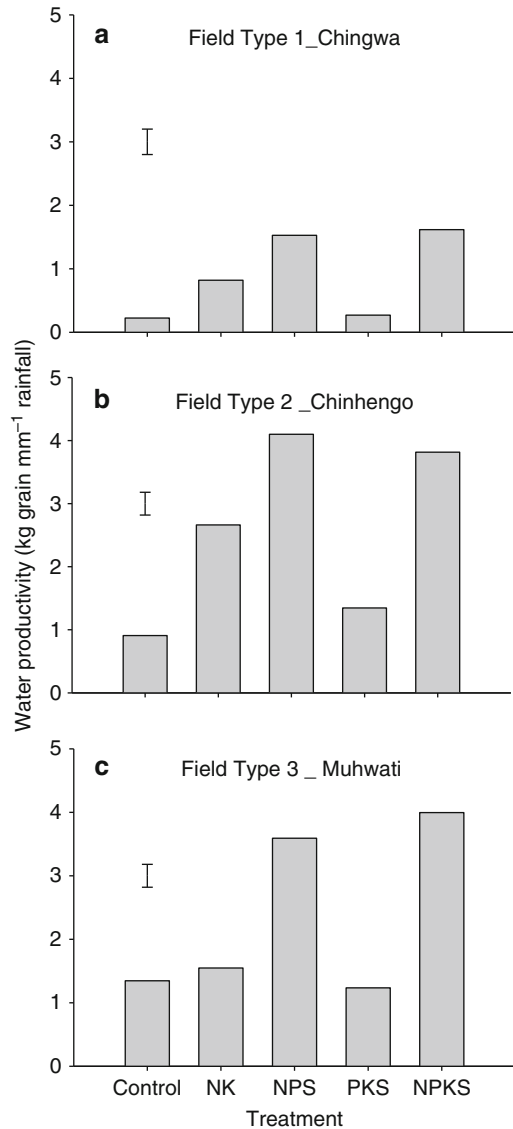 Water productivity (kg grain mm⁻¹ rainfall)
a
Field Type 1_Chingwa
5
4
3
2
1
0
b
Field Type 2 _Chinhengo
5
4
3
2
1
0
c
Field Type 3 _ Muhwati
5
4
3
2
1
0
Control NK NPS PKS NPKS
Treatment